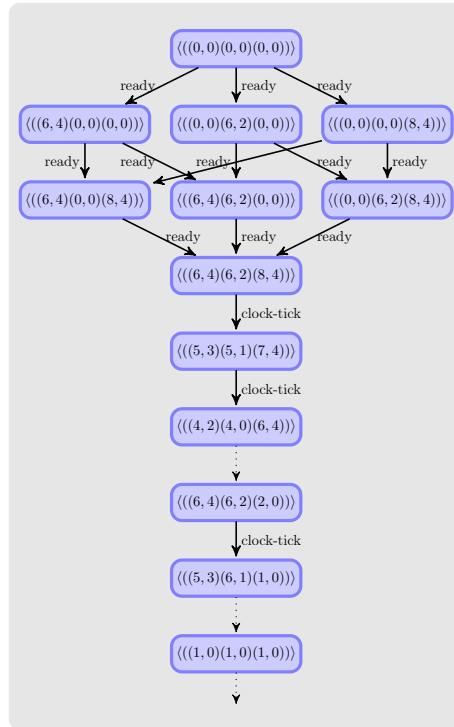 ⟨((0, 0)(0, 0)(0, 0))⟩
ready
ready
ready
⟨((6, 4)(0, 0)(0, 0))⟩
⟨((0, 0)(6, 2)(0, 0))⟩
⟨((0, 0)(0, 0)(8, 4))⟩
ready
ready
ready
ready
ready
⟨((6, 4)(0, 0)(8, 4))⟩
⟨((6, 4)(6, 2)(0, 0))⟩
⟨((0, 0)(6, 2)(8, 4))⟩
ready
ready
ready
⟨((6, 4)(6, 2)(8, 4))⟩
clock-tick
⟨((5, 3)(5, 1)(7, 4))⟩
clock-tick
⟨((4, 2)(4, 0)(6, 4))⟩
⟨((6, 4)(6, 2)(2, 0))⟩
clock-tick
⟨((5, 3)(6, 1)(1, 0))⟩
⟨((1, 0)(1, 0)(1, 0))⟩